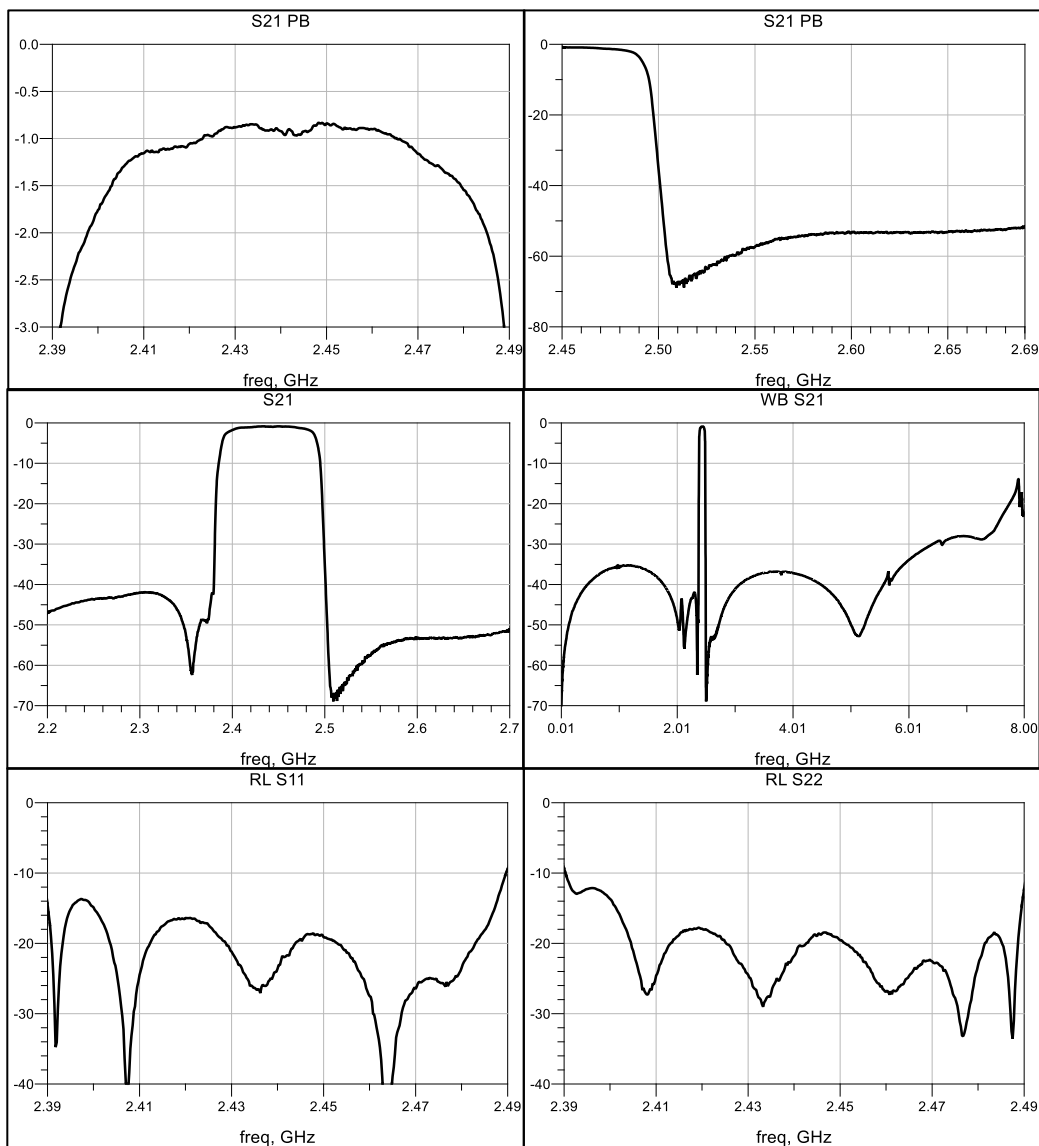 S21 PB
0.0
-0.5
-1.0
-1.5
-2.0
-2.5
-3.0
2.39 2.41 2.43 2.45 2.47 2.49
freq, GHz
S21 PB
0
-20
-40
-60
-80
2.45 2.50 2.55 2.60 2.65 2.69
freq, GHz
S21
0
-10
-20
-30
-40
-50
-60
-70
2.2 2.3 2.4 2.5 2.6 2.7
freq, GHz
WB S21
0
-10
-20
-30
-40
-50
-60
-70
0.01 2.01 4.01 6.01 8.00
freq, GHz
RL S11
0
-10
-20
-30
-40
2.39 2.41 2.43 2.45 2.47 2.49
freq, GHz
RL S22
0
-10
-20
-30
-40
2.39 2.41 2.43 2.45 2.47 2.49
freq, GHz